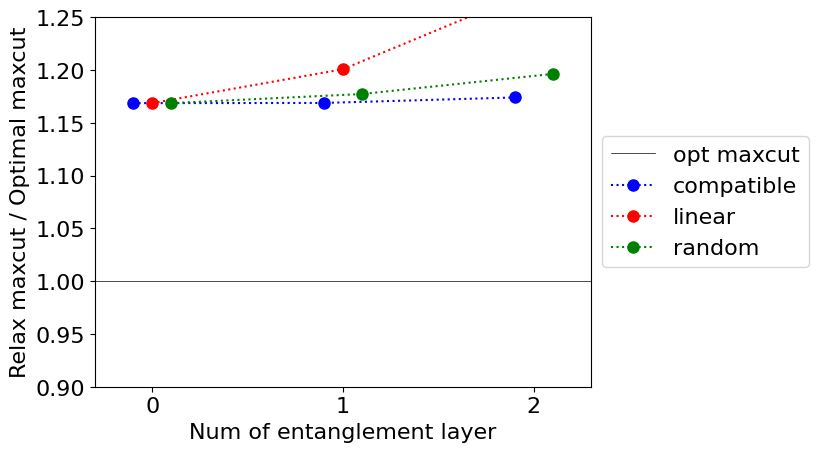 Relax maxcut / Optimal maxcut
1.25
1.20
1.15
1.10
1.05
1.00
0.95
0.90
0
1
2
Num of entanglement layer
opt maxcut
compatible
linear
random